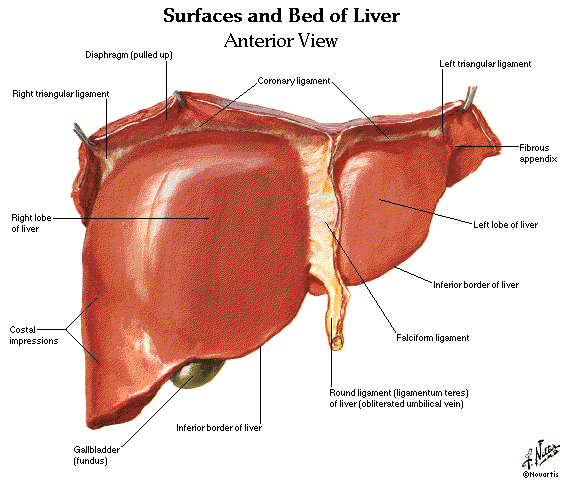 Surfaces and Bed of Liver
Anterior View
Diaphragm (pulled up)
Left triangular ligament
Coronary ligament
Right triangular ligament
Fibrous
appendix
Right lobe
of liver
Left lobe of liver
Inferior border of liver
Costal
impressions
Falciform ligament
Round ligament (ligamentum teres)
of liver (obliterated umbilical vein)
Inferior border of liver
Gallbladder
(fundus)
F. Netter
M.D.
©Novartis